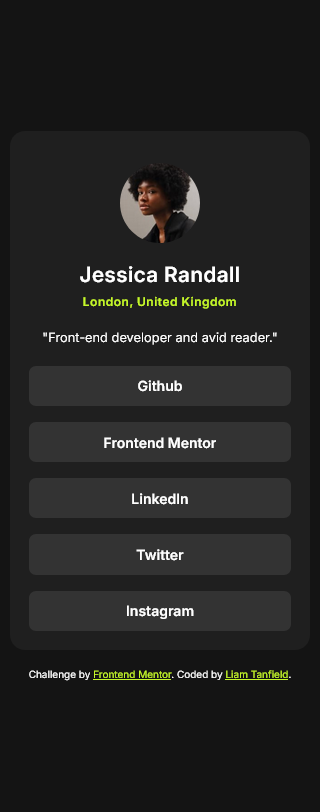 Jessica Randall
London, United Kingdom
"Front-end developer and avid reader."
Github
Frontend Mentor
LinkedIn
Twitter
Instagram
Challenge by Frontend Mentor. Coded by Liam Tanfield.